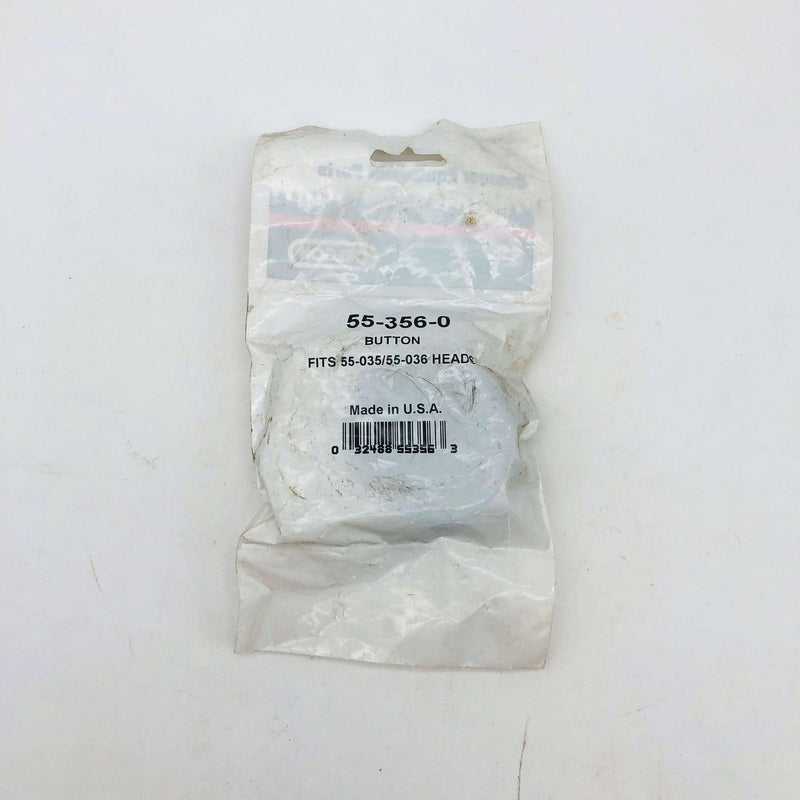 55-356-0
BUTTON
FITS 55-035/55-036 HEADS
Made in U.S.A.
0 32488 55356 3